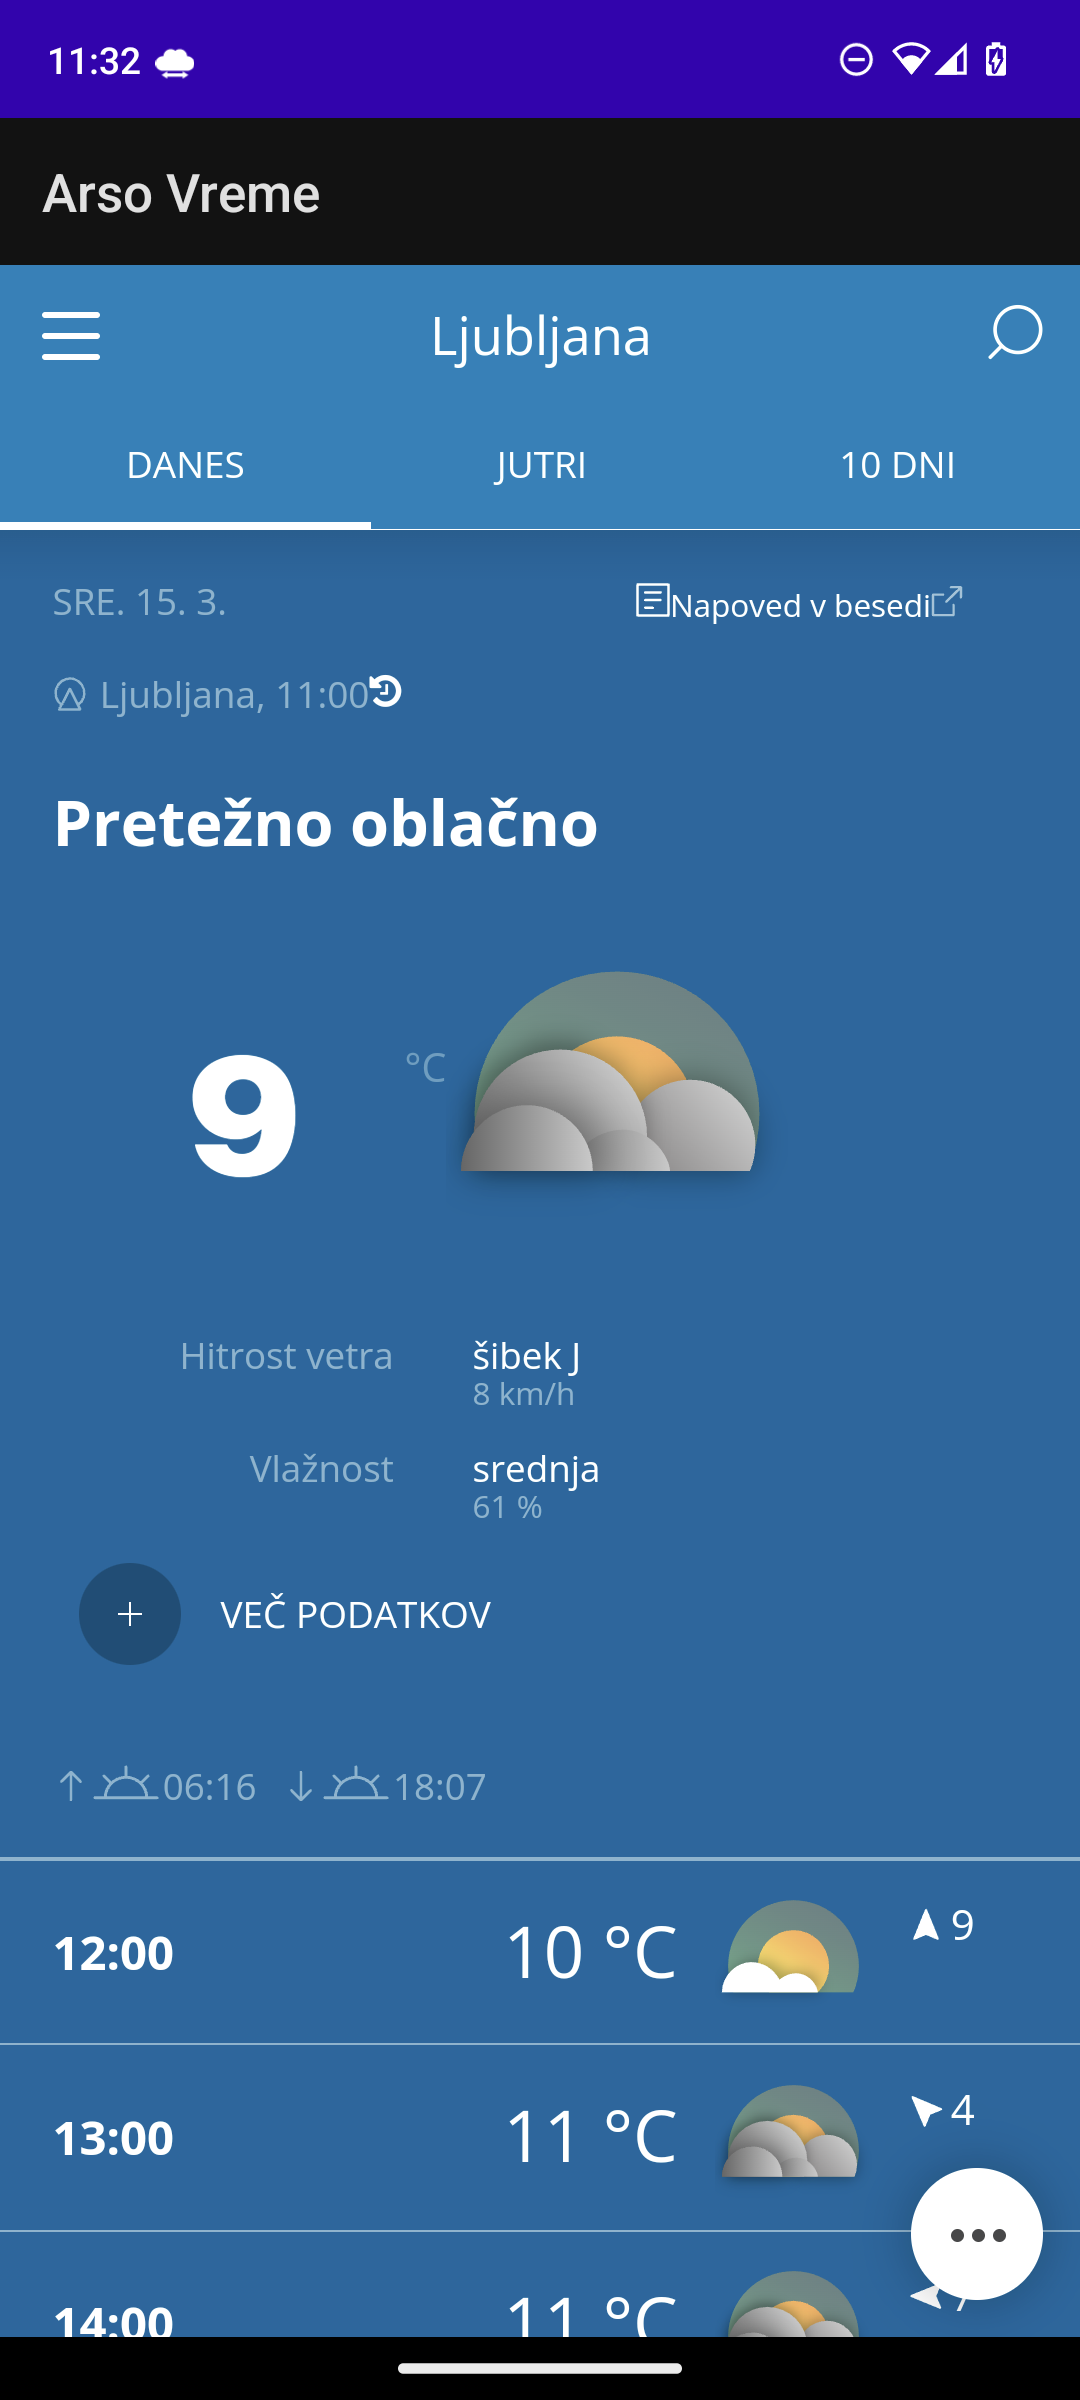 11:32
Arso Vreme
Ljubljana
DANES JUTRI 10 DNI
SRE. 15. 3. Napoved v besedi
Ljubljana, 11:00
Pretežno oblačno
9 °C
Hitrost vetra šibek J
8 km/h
Vlažnost srednja
61 %
+ VEČ PODATKOV
06:16 18:07
12:00 10 °C 9
13:00 11 °C 4
14:00 11 °C